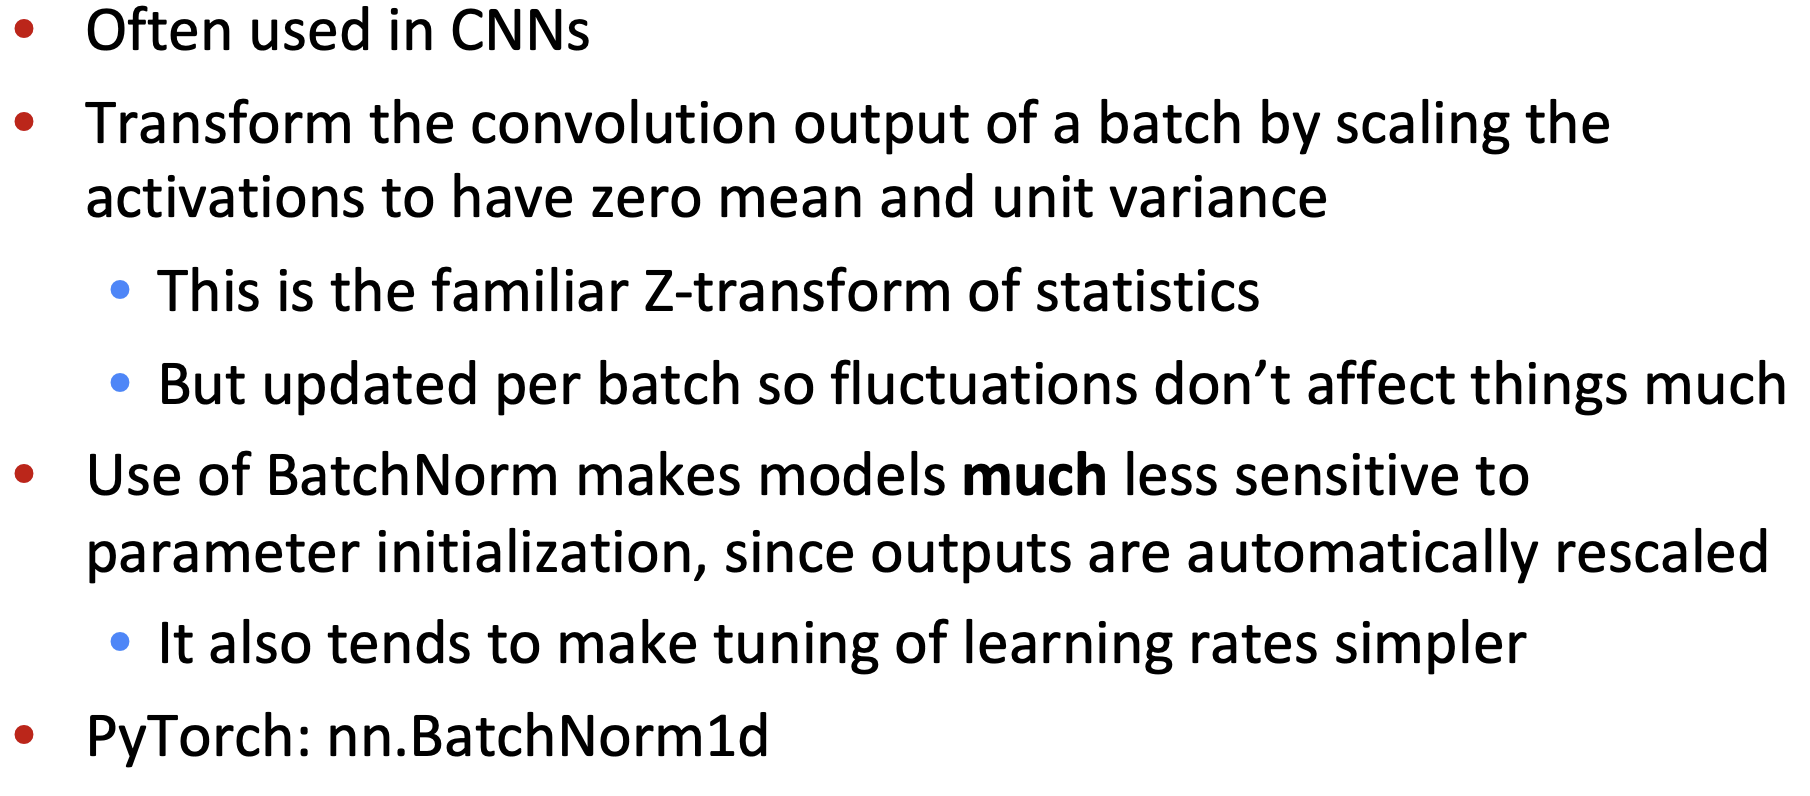 • Often used in CNNs
• Transform the convolution output of a batch by scaling the
activations to have zero mean and unit variance
• This is the familiar Z-transform of statistics
• But updated per batch so fluctuations don’t affect things much
• Use of BatchNorm makes models much less sensitive to
parameter initialization, since outputs are automatically rescaled
• It also tends to make tuning of learning rates simpler
• PyTorch: nn.BatchNorm1d